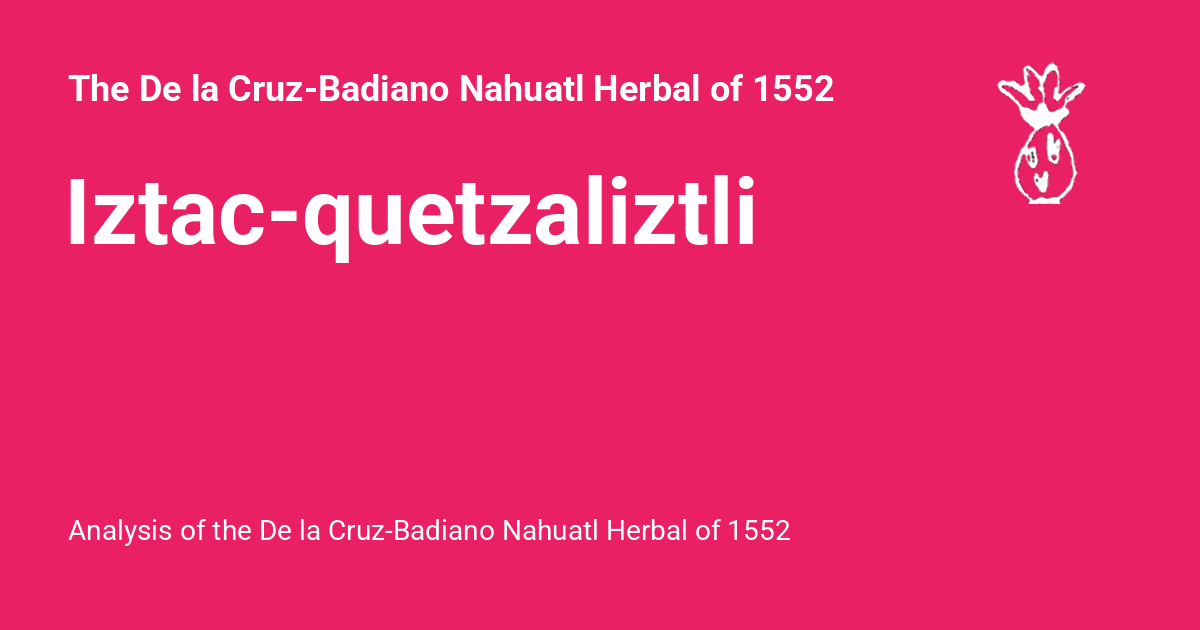 The De la Cruz-Badiano Nahuatl Herbal of 1552
Iztac-quetzaliztli
Analysis of the De la Cruz-Badiano Nahuatl Herbal of 1552